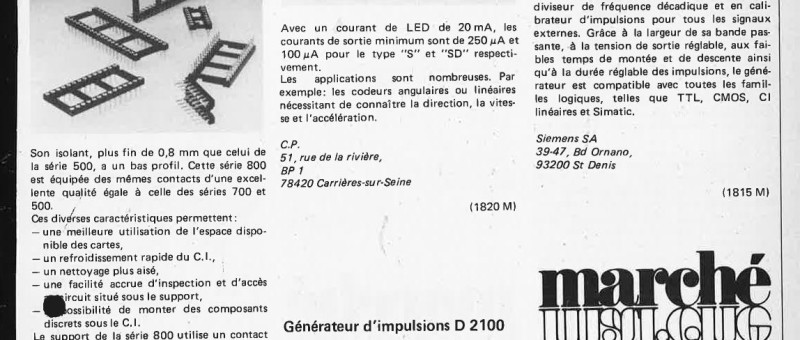 Son isolant, plus fin de 0,8 mm que celui de
la série 500, a un bas profil. Cette série 800
est équipée des mêmes contacts d'une excel-
lente qualité égale à celle des séries 700 et
500.
Ces diverses caractéristiques permettent :
— une meilleure utilisation de l'espace dispo-
nible des cartes,
— un refroidissement rapide du C.I.,
— un nettoyage plus aisé,
— une facilité accrue d'inspection et d'accès
situé sous le support,
— de monter des composants
discrets sous le C.I.
Le support de la série 800 utilise un contact
Avec un courant de LED de 20 mA, les
courants de sortie minimum sont de 250 µA et
100 µA pour le type "S" et "SD" respecti-
vement.
Les applications sont nombreuses. Par
exemple: les codeurs angulaires ou linéaires
nécessitant de connaître la direction, la vites-
se et l'accélération.
C.P.
51, rue de la rivière,
BP 1
78420 Carrières-sur-Seine
(1820 M)
Générateur d'impulsions D 2100
diviseur de fréquence décadique et en cali-
brateur d'impulsions pour tous les signaux
externes. Grâce à la largeur de sa bande pas-
sante, à la tension de sortie réglable, aux fai-
bles temps de montée et de descente ainsi
qu'à la durée réglable des impulsions, le géné-
rateur est compatible avec toutes les famil-
les logiques, telles que TTL, CMOS, CI
linéaires et Simatic.
Siemens SA
39-47, Bd Ornano,
93200 St Denis
(1815 M)
marché